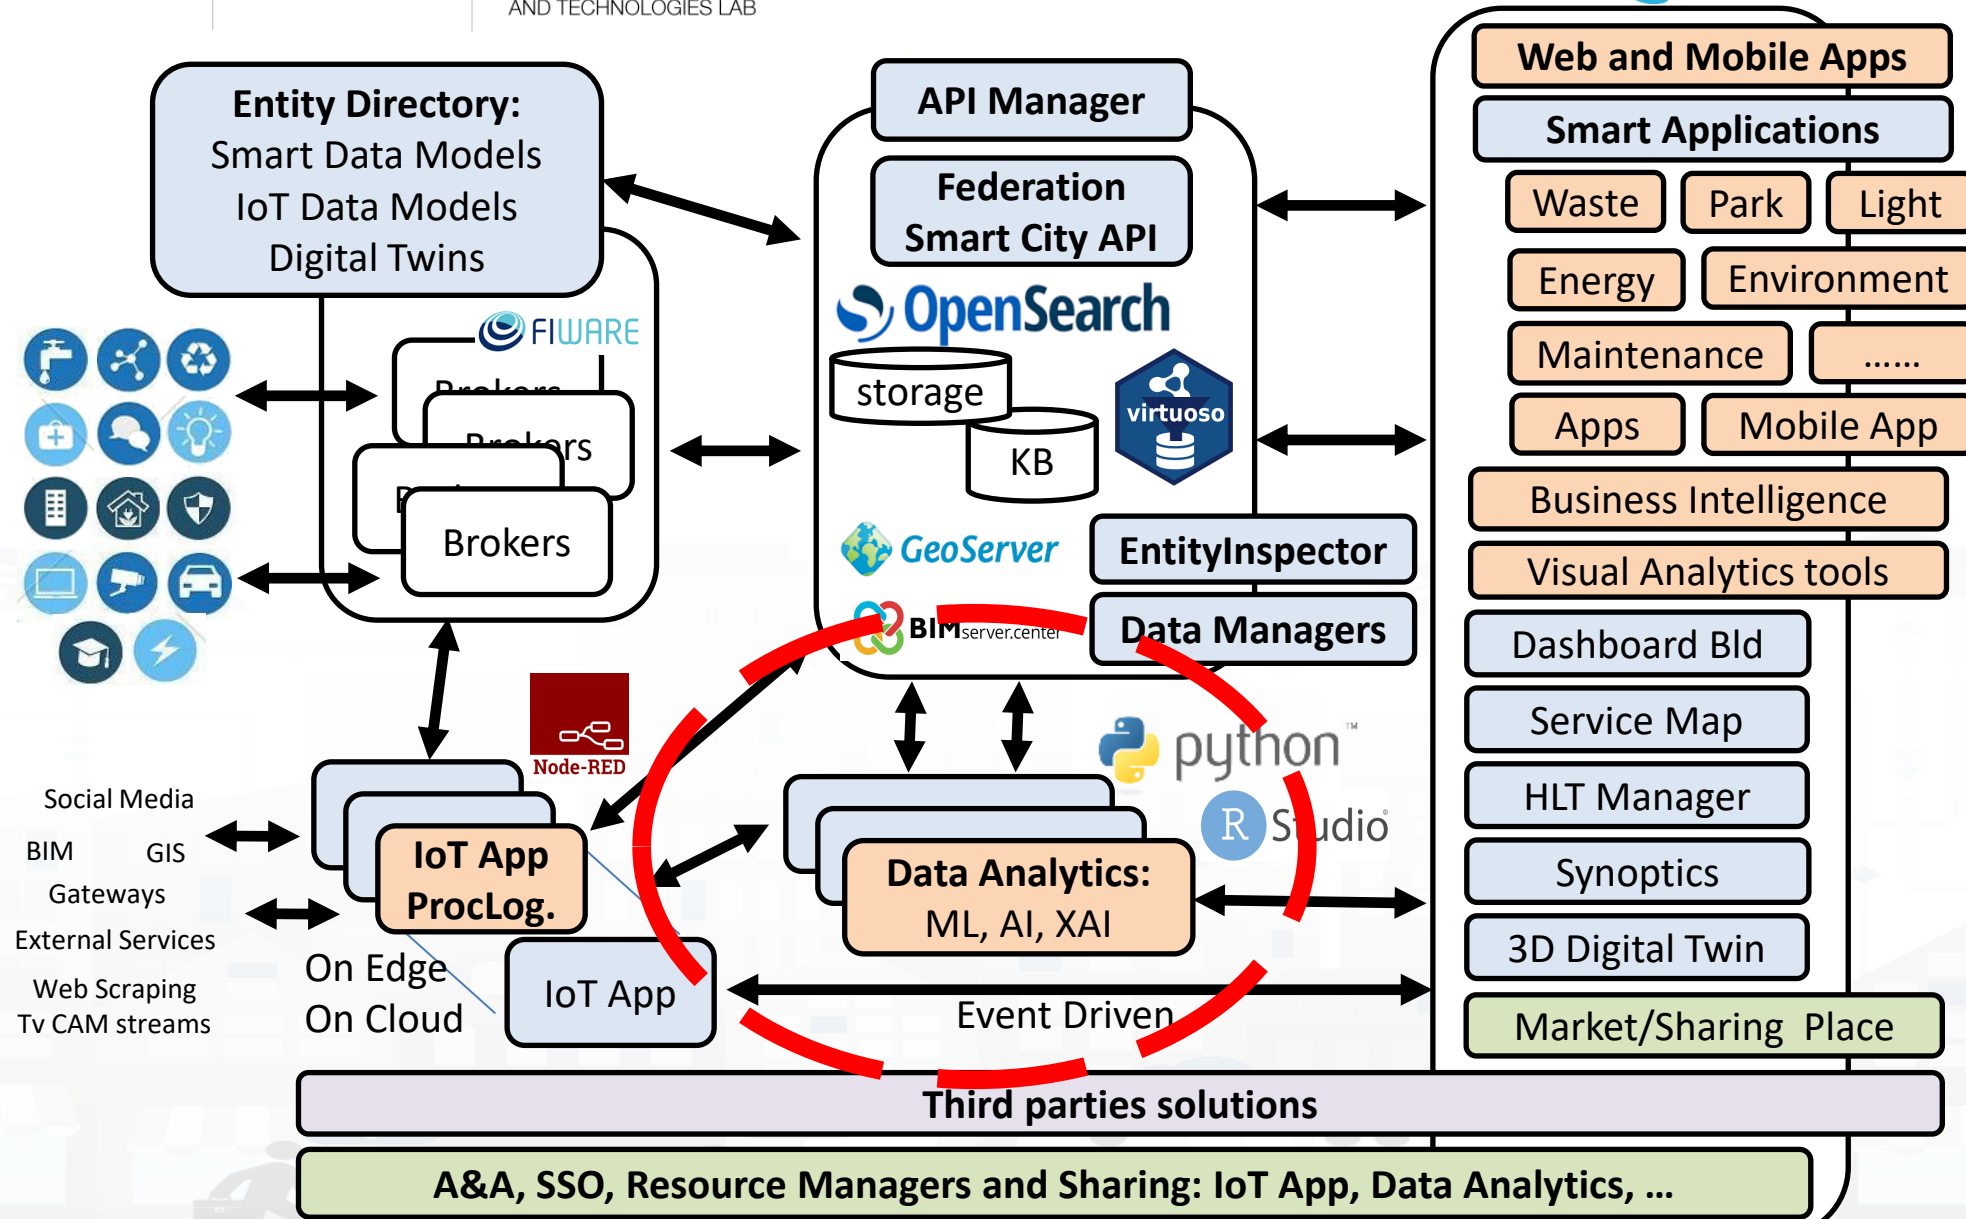 AND TECHNOLOGIES LAB
Entity Directory:
Smart Data Models
IoT Data Models
Digital Twins
FIWARE
Brokers
Brokers
Brokers
API Manager
Federation
Smart City API
OpenSearch
storage
KB
virtuoso
GeoServer
EntityInspector
BIMserver.center
Data Managers
Node-RED
python™
R Studio
Social Media
BIM
GIS
Gateways
External Services
Web Scraping
Tv CAM streams
IoT App
ProcLog.
On Edge
On Cloud
IoT App
Data Analytics:
ML, AI, XAI
Event Driven
Web and Mobile Apps
Smart Applications
Waste
Park
Light
Energy
Environment
Maintenance
......
Apps
Mobile App
Business Intelligence
Visual Analytics tools
Dashboard Bld
Service Map
HLT Manager
Synoptics
3D Digital Twin
Market/Sharing Place
Third parties solutions
A&A, SSO, Resource Managers and Sharing: IoT App, Data Analytics, ...